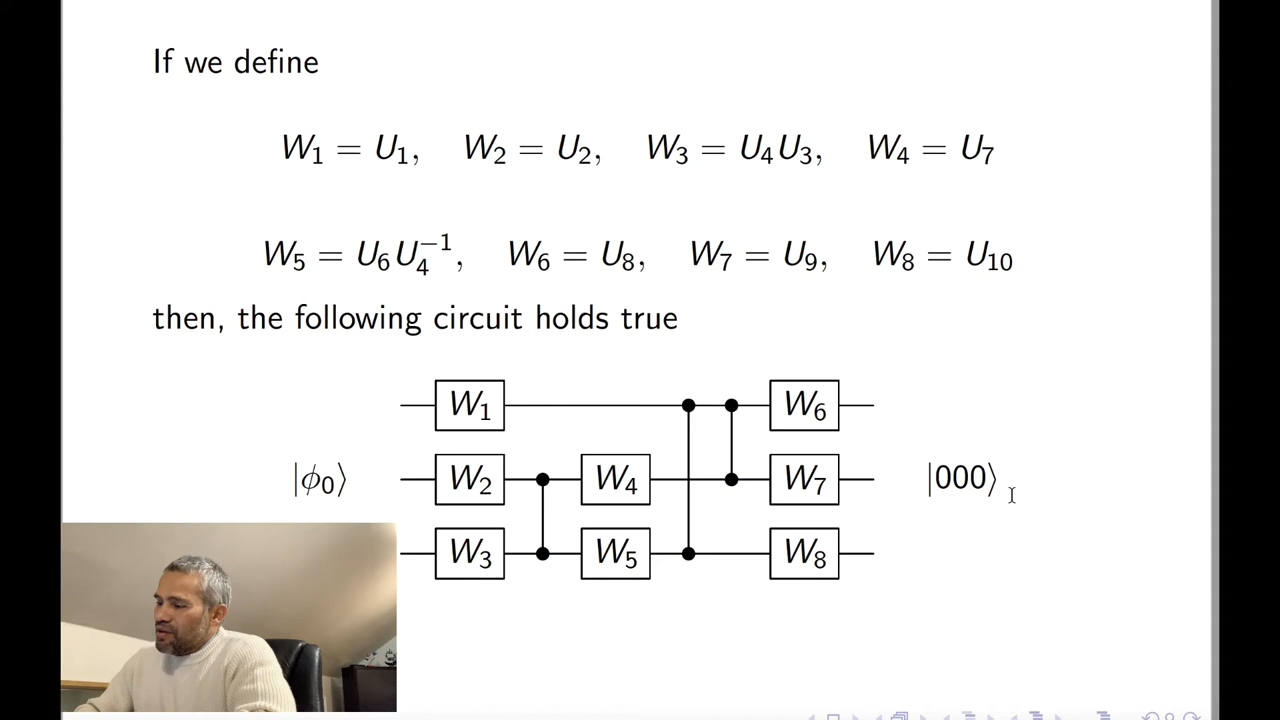 If we define
W₁ = U₁, W₂ = U₂, W₃ = U₄U₃, W₄ = U₇
W₅ = U₆U₄⁻¹, W₆ = U₈, W₇ = U₉, W₈ = U₁₀
then, the following circuit holds true
W₁ W₆
|ϕ₀⟩ W₂ W₄ W₇ |000⟩
W₃ W₅ W₈